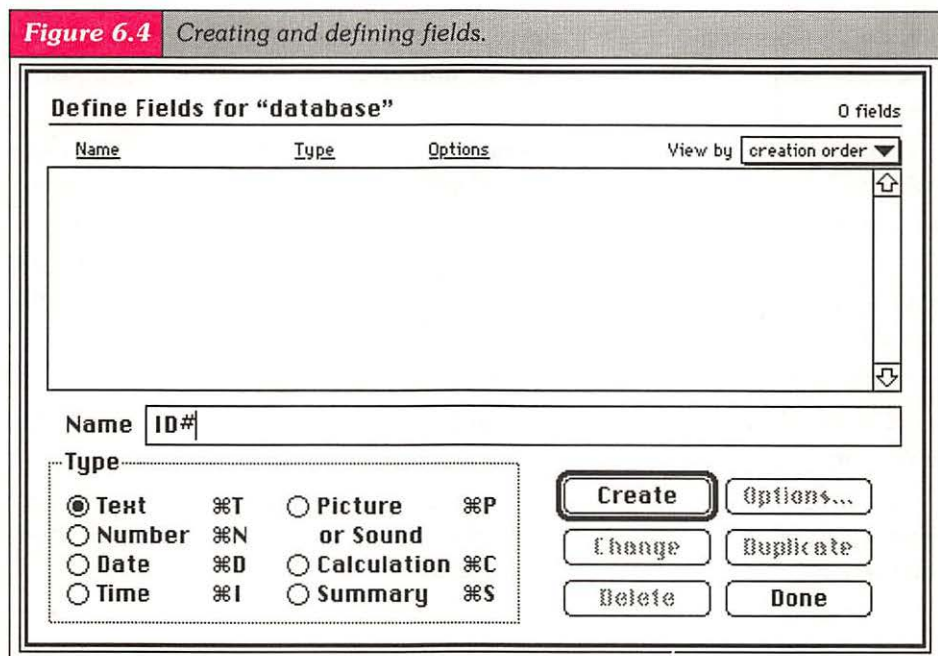 Figure 6.4 Creating and defining fields.
Define Fields for “database” 0 fields
Name Type Options View by creation order
Name ID#
Type
Text ⌘T Picture ⌘P
Number ⌘N or Sound
Date ⌘D Calculation ⌘C
Time ⌘I Summary ⌘S
Create Options...
Change Duplicate
Delete Done